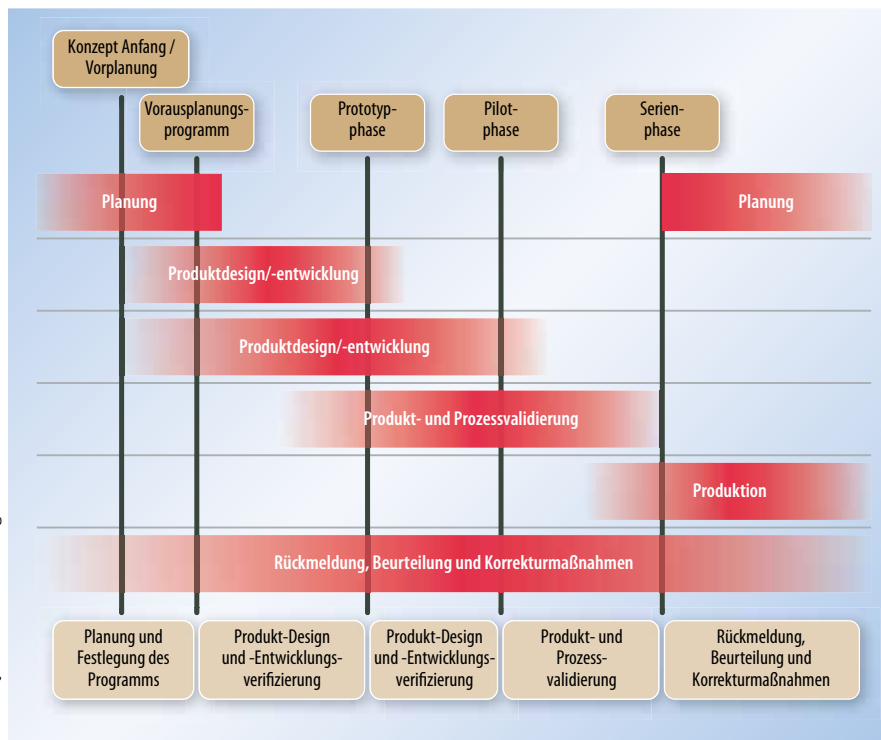 Konzept Anfang /
Vorplanung
Vorausplanungs-
programm
Prototyp-
phase
Pilot-
phase
Serien-
phase
Planung
Planung
Produktdesign/-entwicklung
Produktdesign/-entwicklung
Produkt- und Prozessvalidierung
Produktion
Rückmeldung, Beurteilung und Korrekturmaßnahmen
Planung und
Festlegung des
Programms
Produkt-Design
und -Entwicklungs-
verifizierung
Produkt-Design
und -Entwicklungs-
verifizierung
Produkt- und
Prozess-
validierung
Rückmeldung,
Beurteilung und
Korrekturmaßnahmen